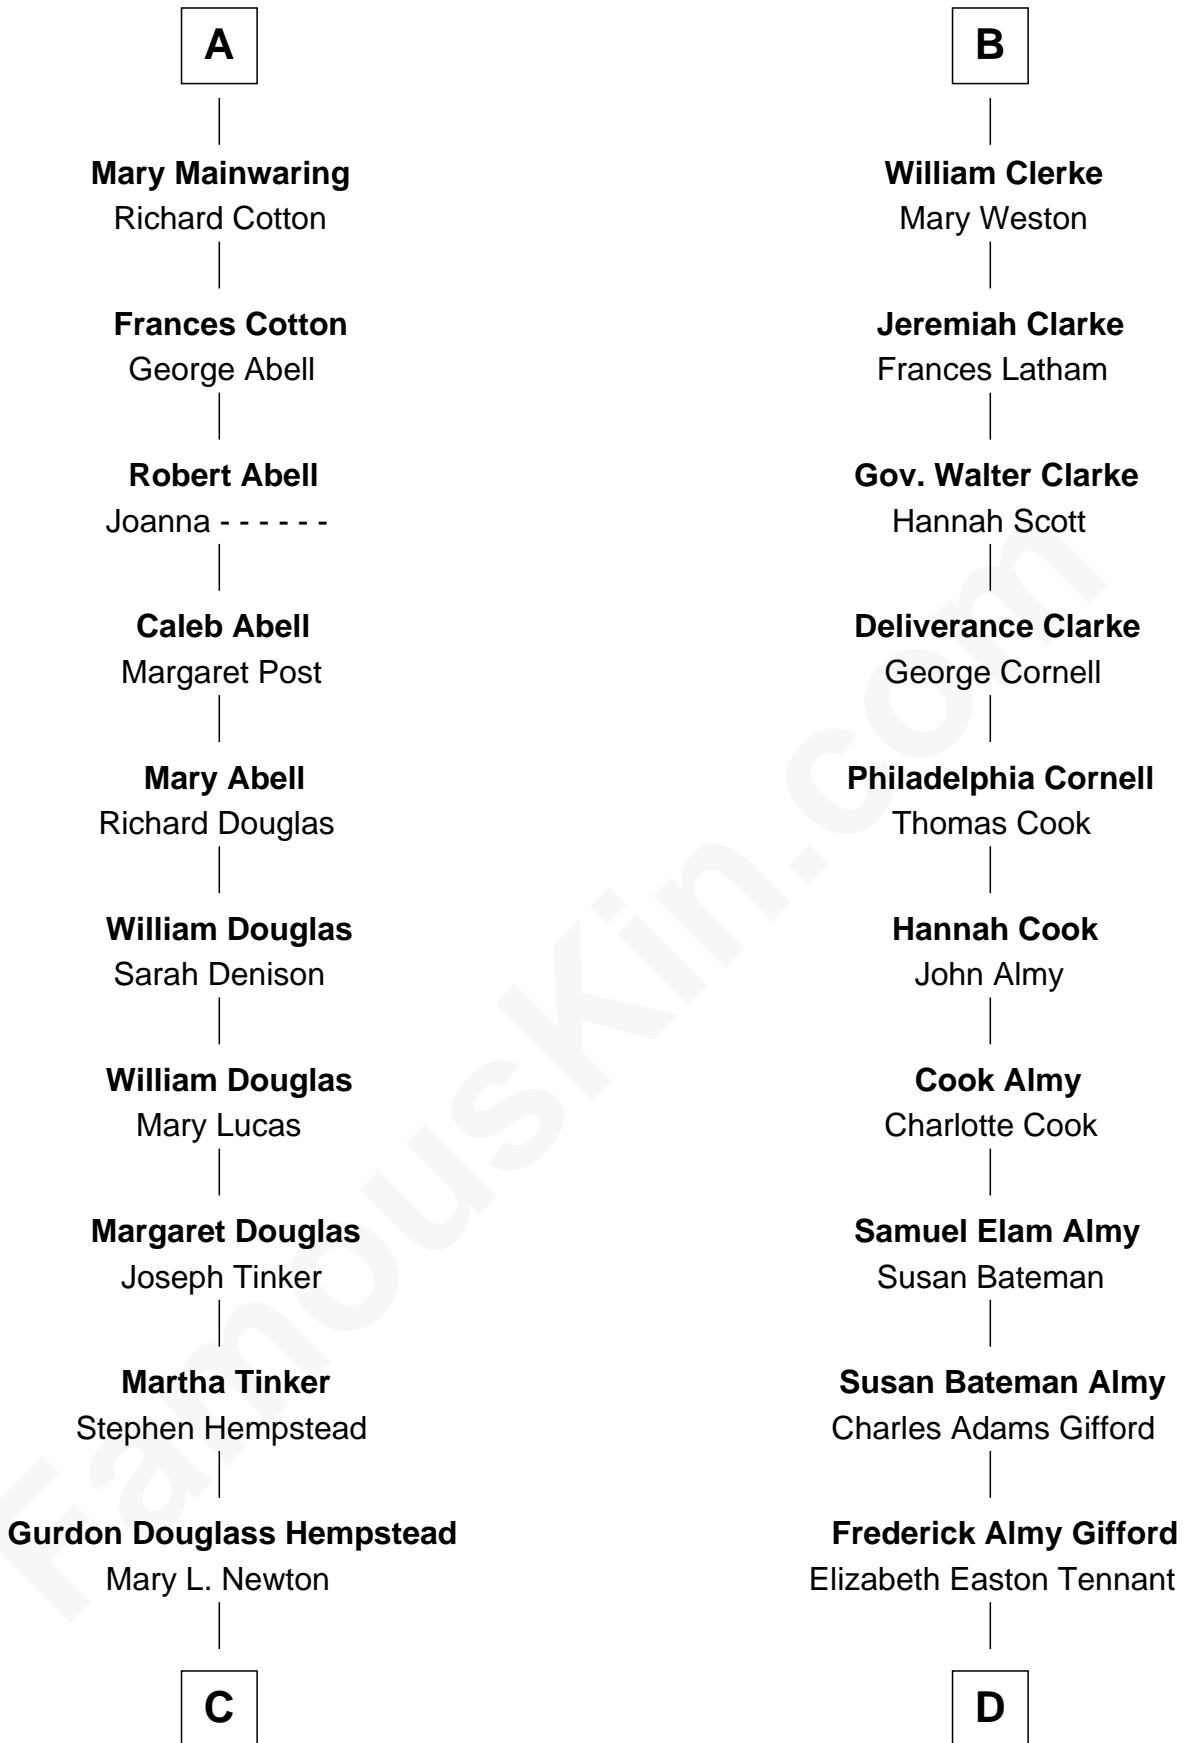 A
Mary Mainwaring
Richard Cotton
Frances Cotton
George Abell
Robert Abell
Joanna - - - - - -
Caleb Abell
Margaret Post
Mary Abell
Richard Douglas
William Douglas
Sarah Denison
William Douglas
Mary Lucas
Margaret Douglas
Joseph Tinker
Martha Tinker
Stephen Hempstead
Gurdon Douglass Hempstead
Mary L. Newton
C
B
William Clerke
Mary Weston
Jeremiah Clarke
Frances Latham
Gov. Walter Clarke
Hannah Scott
Deliverance Clarke
George Cornell
Philadelphia Cornell
Thomas Cook
Hannah Cook
John Almy
Cook Almy
Charlotte Cook
Samuel Elam Almy
Susan Bateman
Susan Bateman Almy
Charles Adams Gifford
Frederick Almy Gifford
Elizabeth Easton Tennant
D
FamousKin.com